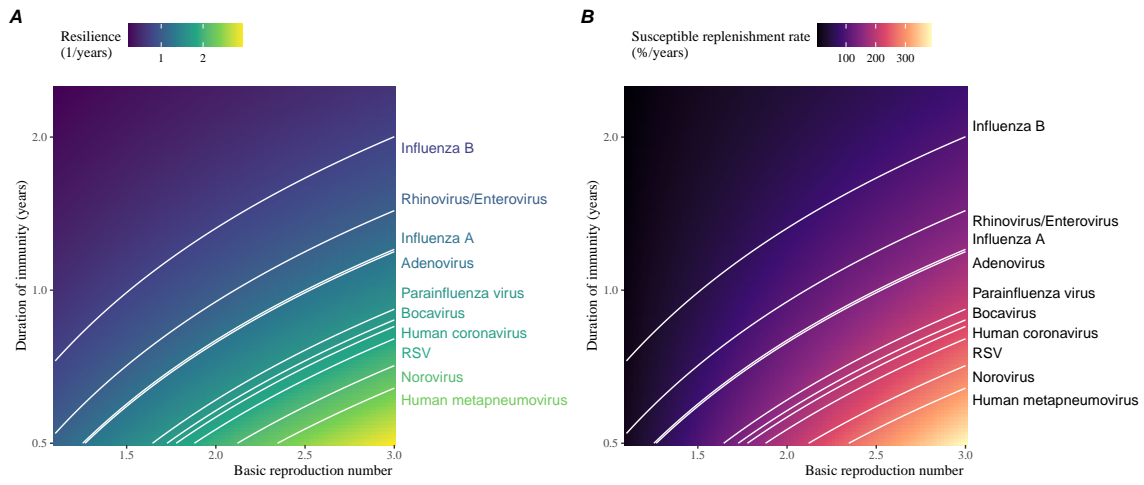 A
Resilience
(1/years)
1 2
Duration of immunity (years)
2.0
1.0
0.5
1.5 2.0 2.5 3.0
Basic reproduction number
Influenza B
Rhinovirus/Enterovirus
Influenza A
Adenovirus
Parainfluenza virus
Bocavirus
Human coronavirus
RSV
Norovirus
Human metapneumovirus
B
Susceptible replenishment rate
(%/years)
100 200 300
Duration of immunity (years)
2.0
1.0
0.5
1.5 2.0 2.5 3.0
Basic reproduction number
Influenza B
Rhinovirus/Enterovirus
Influenza A
Adenovirus
Parainfluenza virus
Bocavirus
Human coronavirus
RSV
Norovirus
Human metapneumovirus